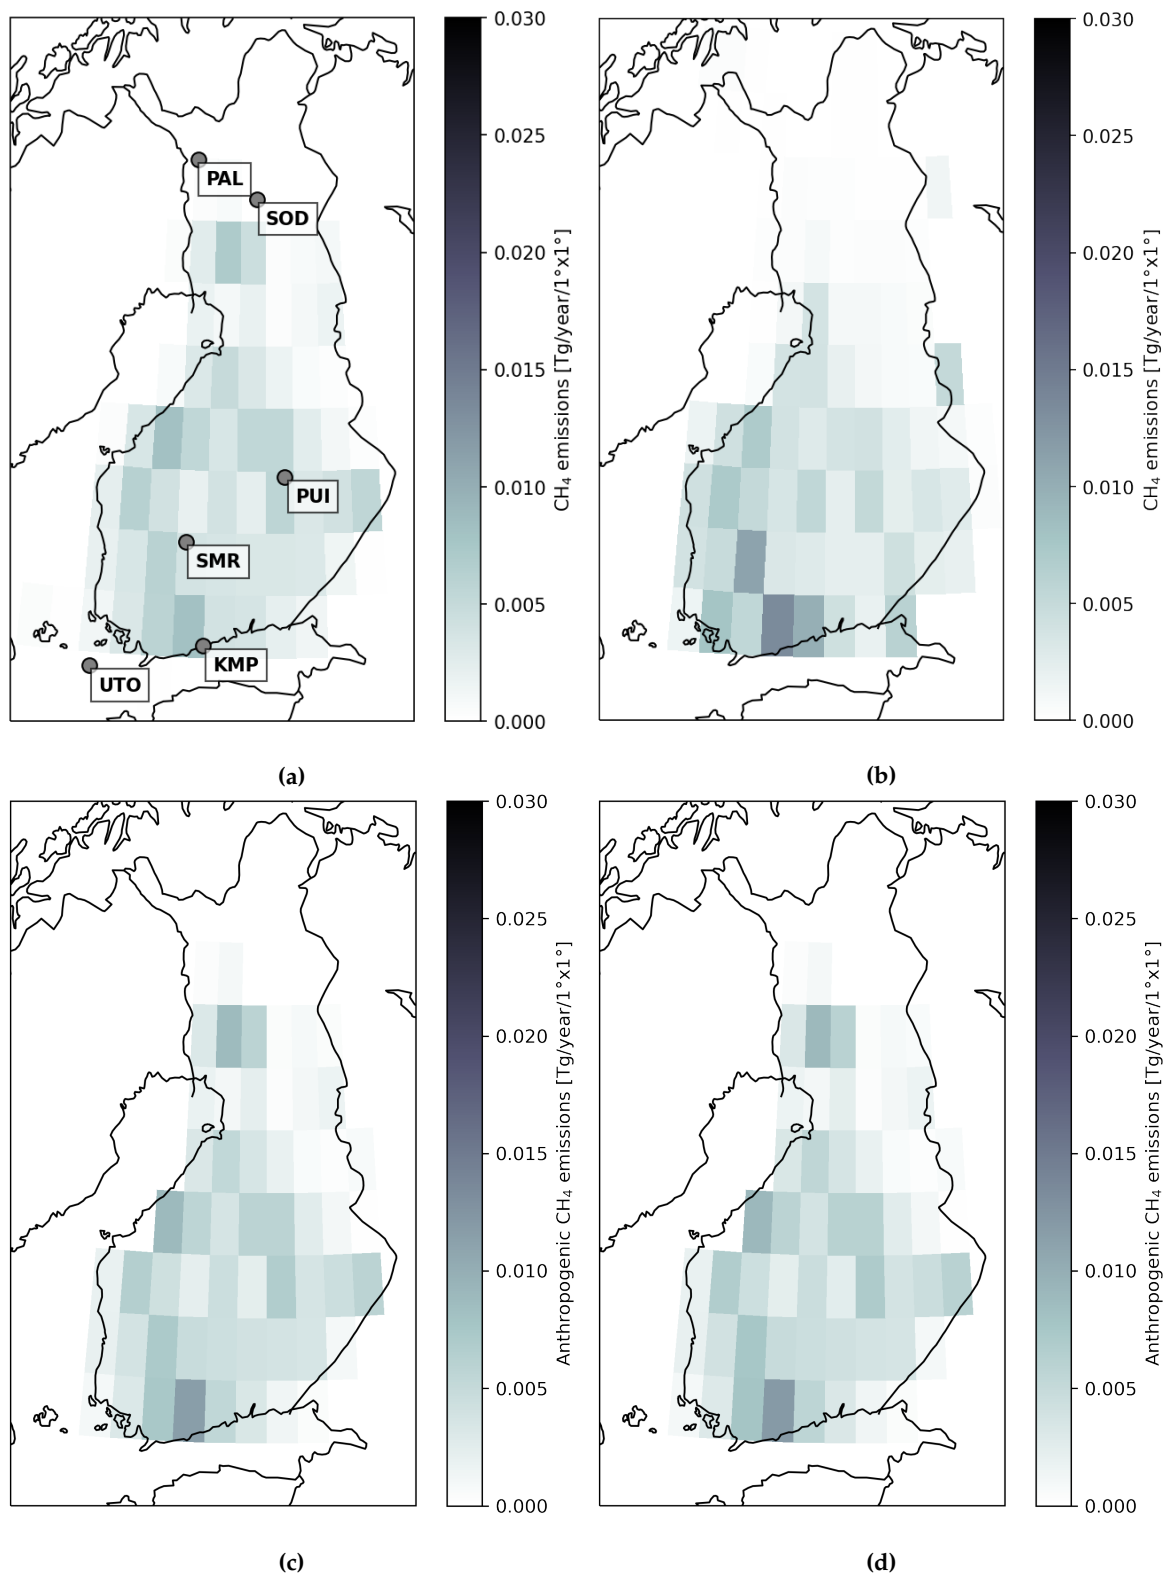 0.030
0.025
0.020
0.015
0.010
0.005
0.000
CH₄ emissions [Tg/year/1°x1°]
PAL
SOD
PUI
SMR
KMP
UTO
(a)
0.030
0.025
0.020
0.015
0.010
0.005
0.000
CH₄ emissions [Tg/year/1°x1°]
(b)
0.030
0.025
0.020
0.015
0.010
0.005
0.000
Anthropogenic CH₄ emissions [Tg/year/1°x1°]
(c)
0.030
0.025
0.020
0.015
0.010
0.005
0.000
Anthropogenic CH₄ emissions [Tg/year/1°x1°]
(d)